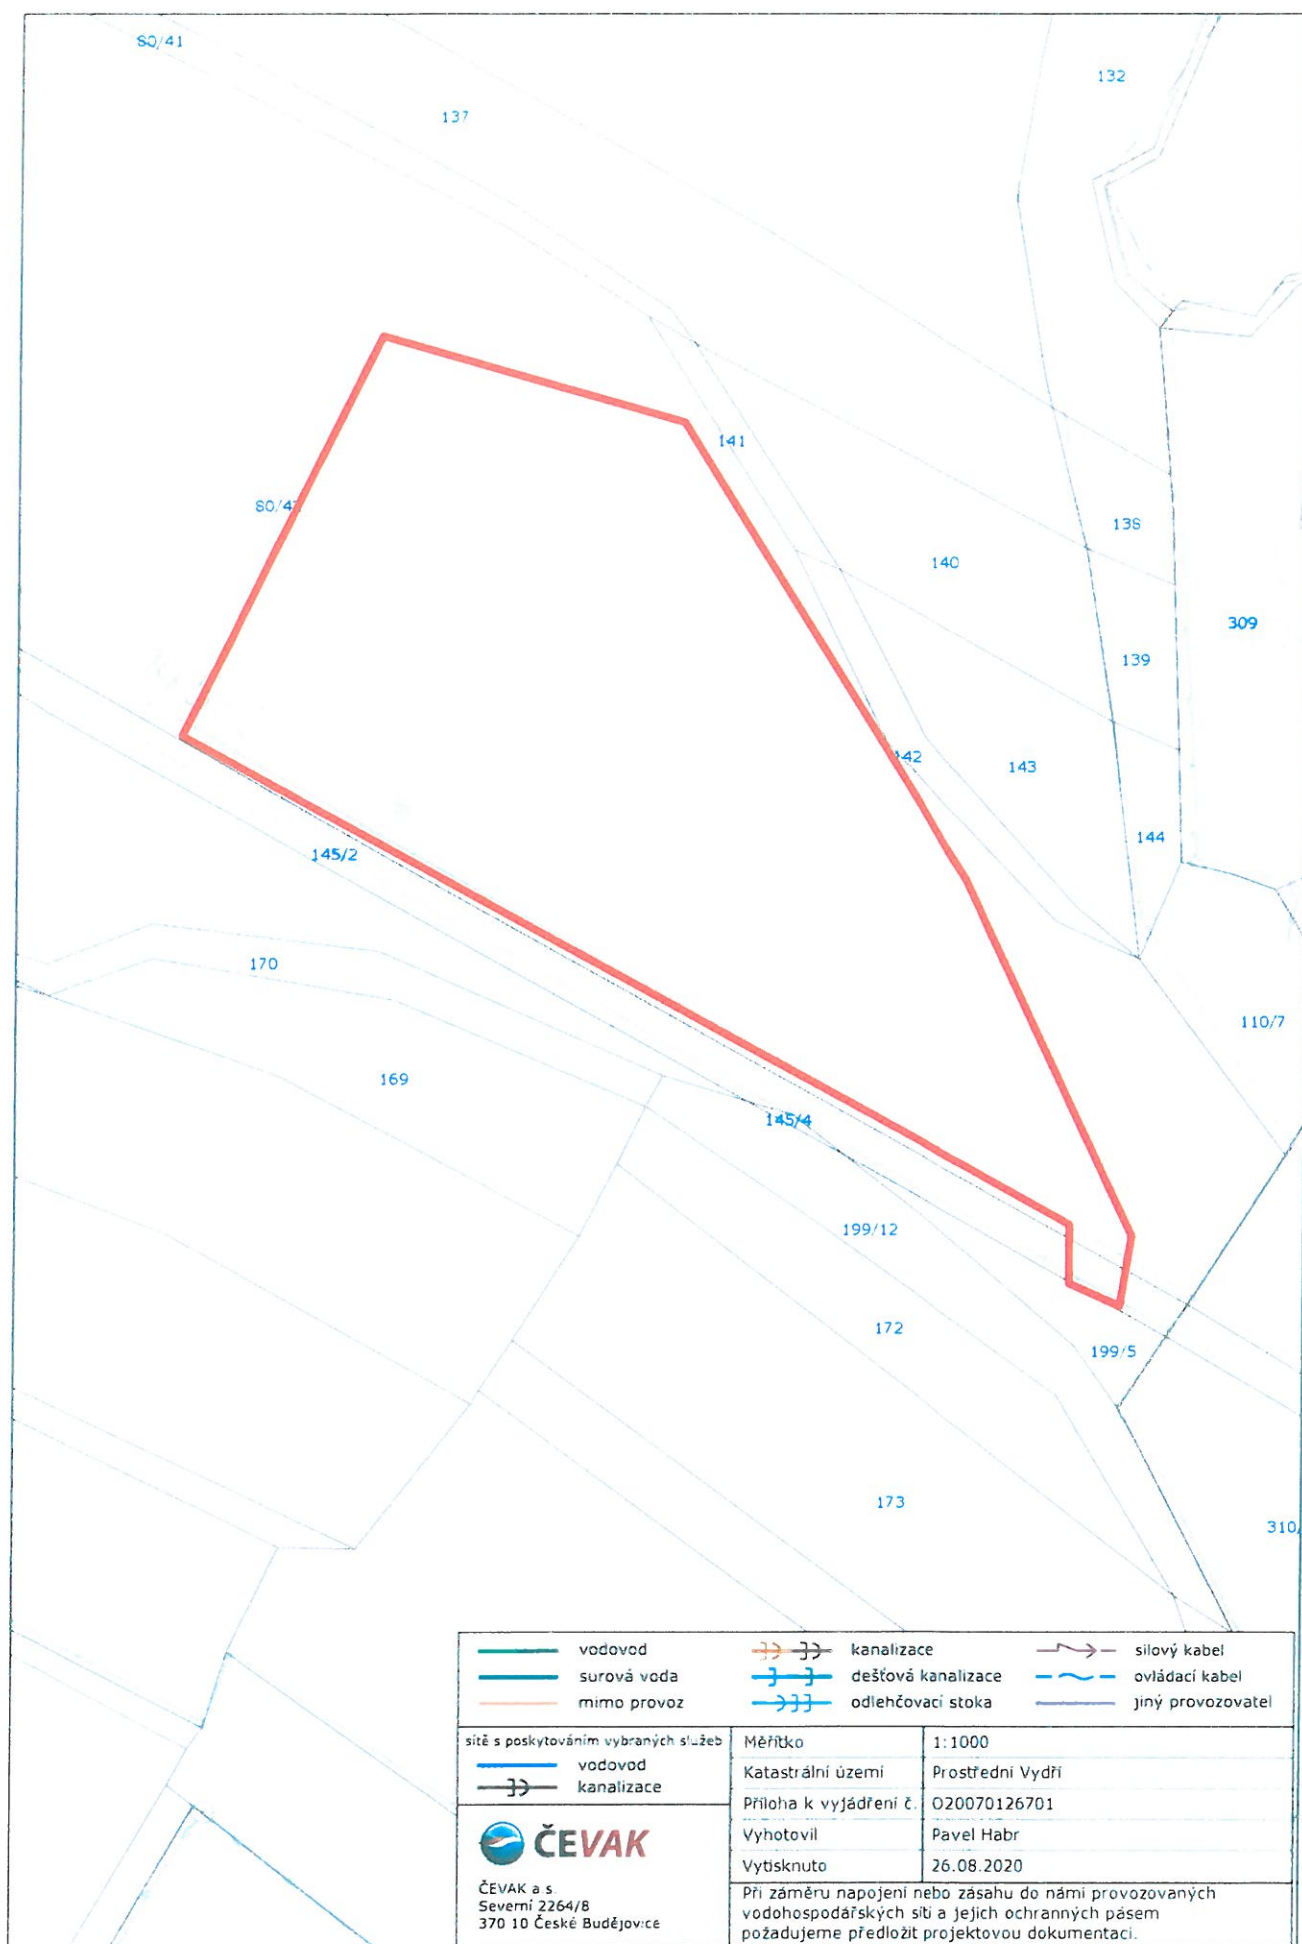 80/41
137
132
141
80/4
138
140
309
139
142
143
144
145/2
170
110/7
169
145/4
199/12
172
199/5
173
310/
vodovod
surová voda
mimo provoz
kanalizace
dešťová kanalizace
odlehčovací stoka
silový kabel
ovládací kabel
jiný provozovatel
sítě s poskytováním vybraných služeb
vodovod
kanalizace
ČEVAK
ČEVAK a.s.
Severní 2264/8
370 10 České Budějovice
Měřítko 1:1000
Katastrální území Prostřední Vydří
Příloha k vyjádření č. O20070126701
Vyhotovil Pavel Habr
Vytisknuto 26.08.2020
Při záměru napojení nebo zásahu do námi provozovaných
vodohospodářských sítí a jejich ochranných pásem
požadujeme předložit projektovou dokumentaci.